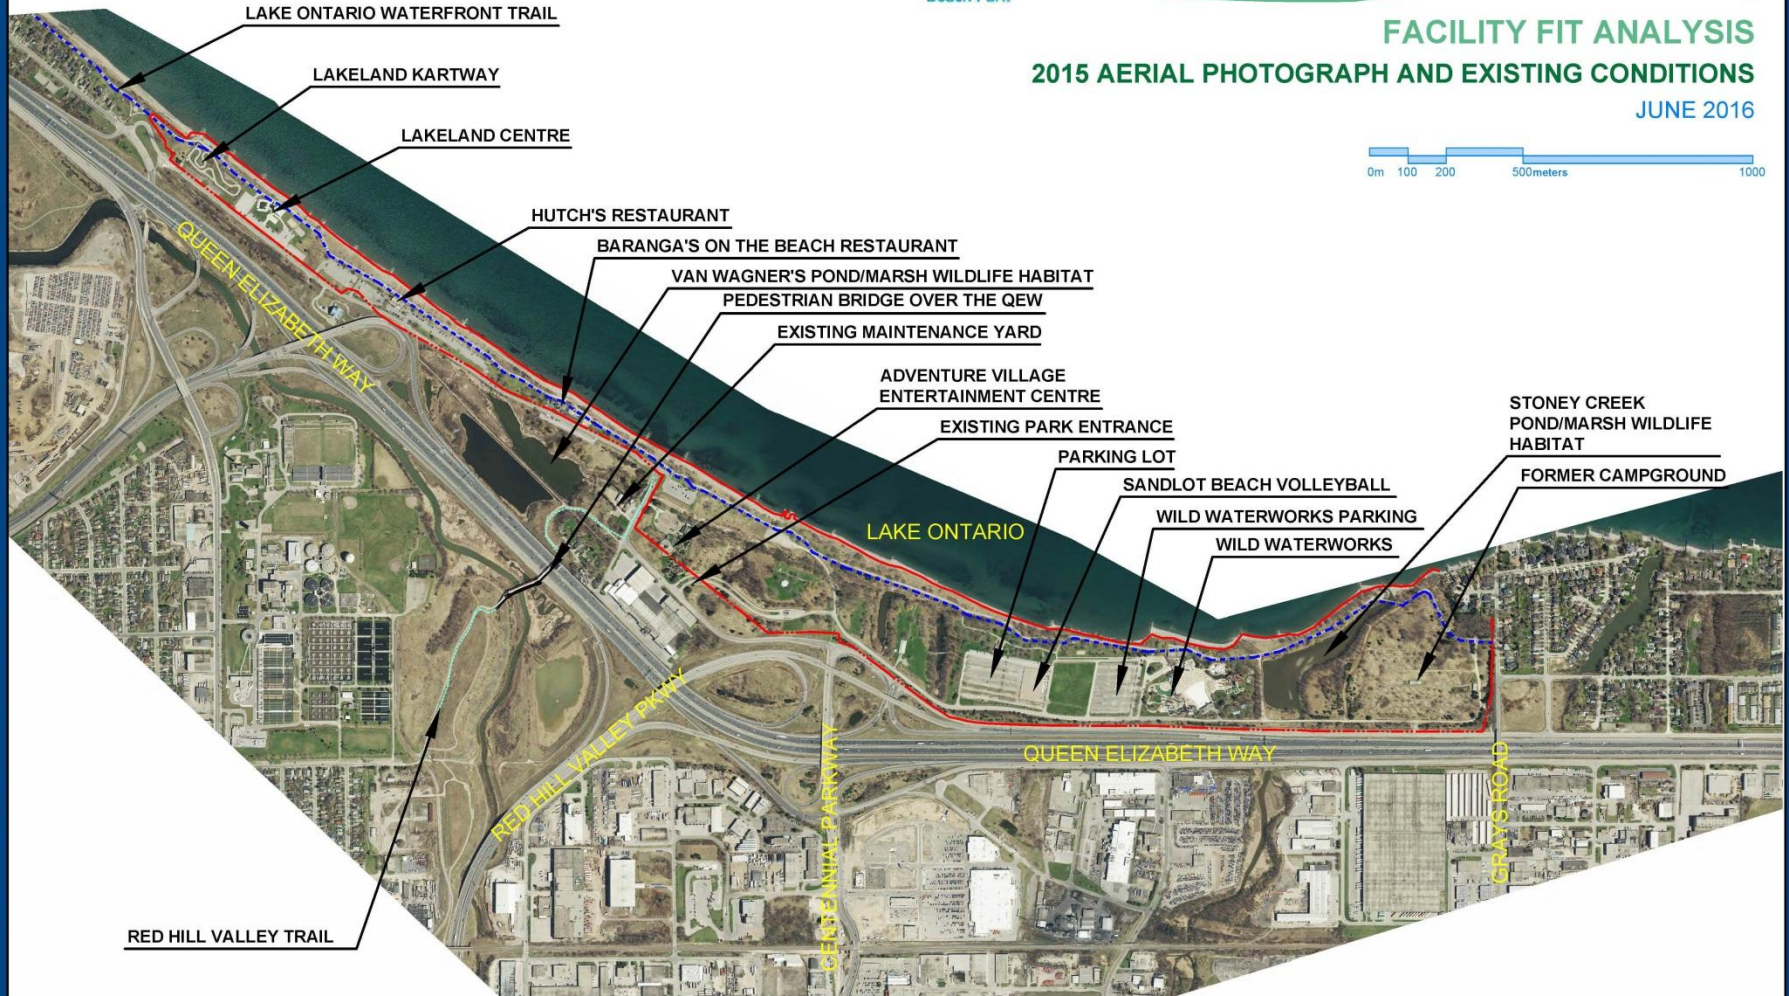 FACILITY FIT ANALYSIS
2015 AERIAL PHOTOGRAPH AND EXISTING CONDITIONS
JUNE 2016
0m 100 200 500meters 1000
LAKE ONTARIO WATERFRONT TRAIL
LAKELAND KARTWAY
LAKELAND CENTRE
HUTCH'S RESTAURANT
BARANGA'S ON THE BEACH RESTAURANT
VAN WAGNER'S POND/MARSH WILDLIFE HABITAT
PEDESTRIAN BRIDGE OVER THE QEW
EXISTING MAINTENANCE YARD
ADVENTURE VILLAGE
ENTERTAINMENT CENTRE
EXISTING PARK ENTRANCE
PARKING LOT
SANDLOT BEACH VOLLEYBALL
WILD WATERWORKS PARKING
WILD WATERWORKS
STONEY CREEK
POND/MARSH WILDLIFE
HABITAT
FORMER CAMPGROUND
LAKE ONTARIO
QUEEN ELIZABETH WAY
RED HILL VALLEY PKWY
CENTENNIAL PARKWAY
QUEEN ELIZABETH WAY
GRAYS ROAD
RED HILL VALLEY TRAIL